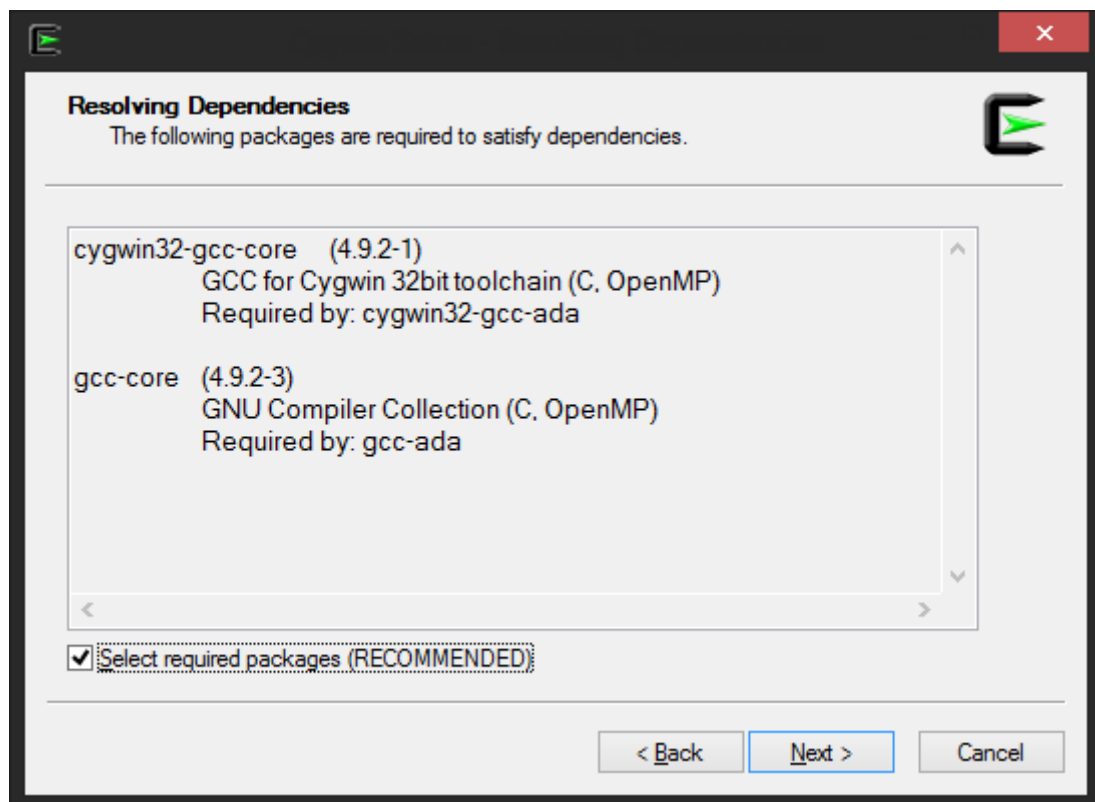 Resolving Dependencies
The following packages are required to satisfy dependencies.
cygwin32-gcc-core (4.9.2-1)
GCC for Cygwin 32bit toolchain (C, OpenMP)
Required by: cygwin32-gcc-ada
gcc-core (4.9.2-3)
GNU Compiler Collection (C, OpenMP)
Required by: gcc-ada
Select required packages (RECOMMENDED)
< Back Next > Cancel